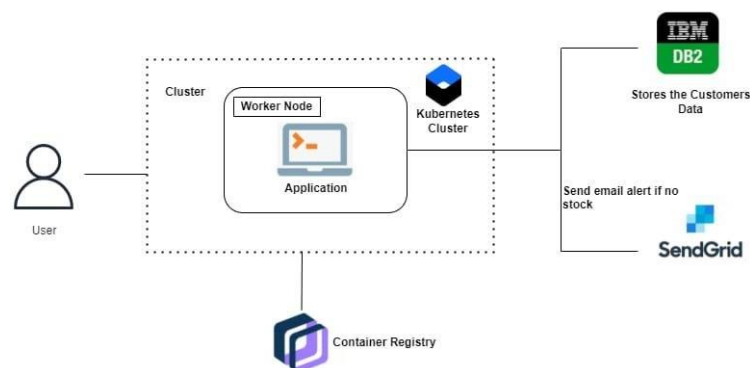 IBM
DB2
Stores the Customers
Data
Cluster
Worker Node
Kubernetes
Cluster
Application
User
Send email alert if no
stock
SendGrid
Container Registry